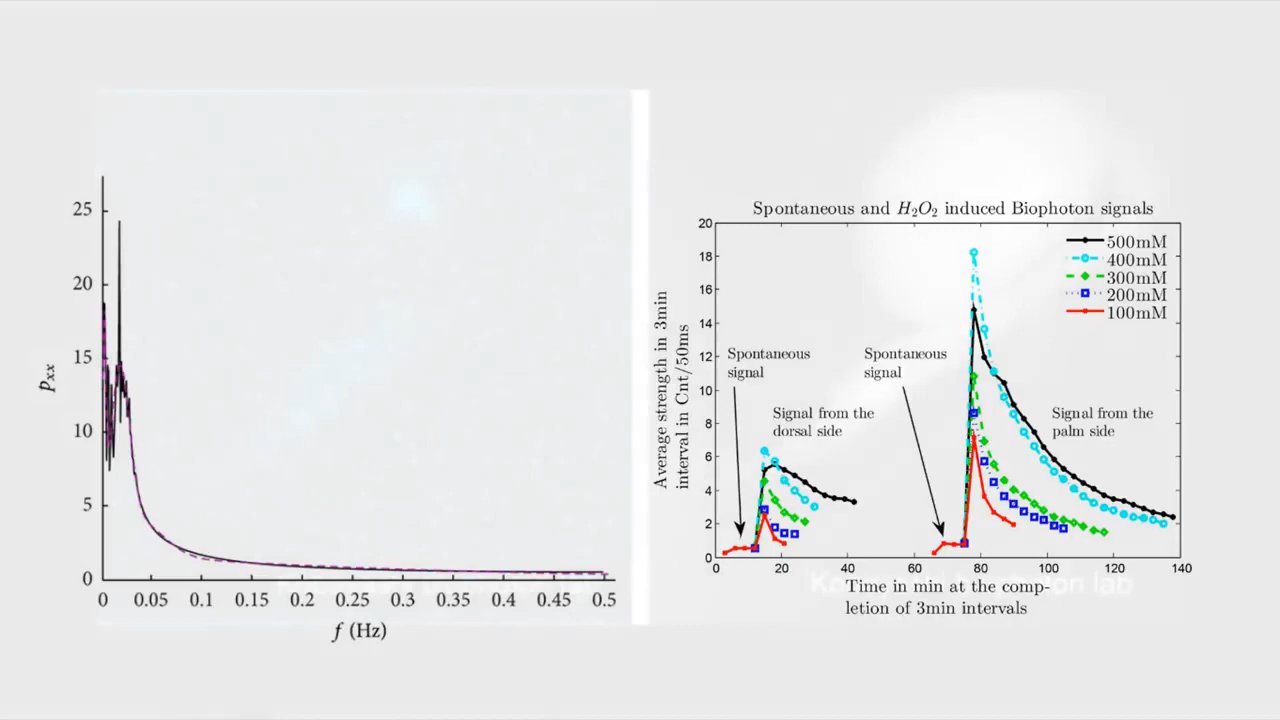 25
20
15
10
5
0
p_xx
0 0.05 0.1 0.15 0.2 0.25 0.3 0.35 0.4 0.45 0.5
f (Hz)
Spontaneous and H₂O₂ induced Biophoton signals
20
18
16
14
12
10
8
6
4
2
0
Average strength in 3min
interval in Cnt/50ms
500mM
400mM
300mM
200mM
100mM
Spontaneous
signal
Spontaneous
signal
Signal from the
dorsal side
Signal from the
palm side
0 20 40 60 80 100 120 140
Time in min at the comp-
letion of 3min intervals
lab